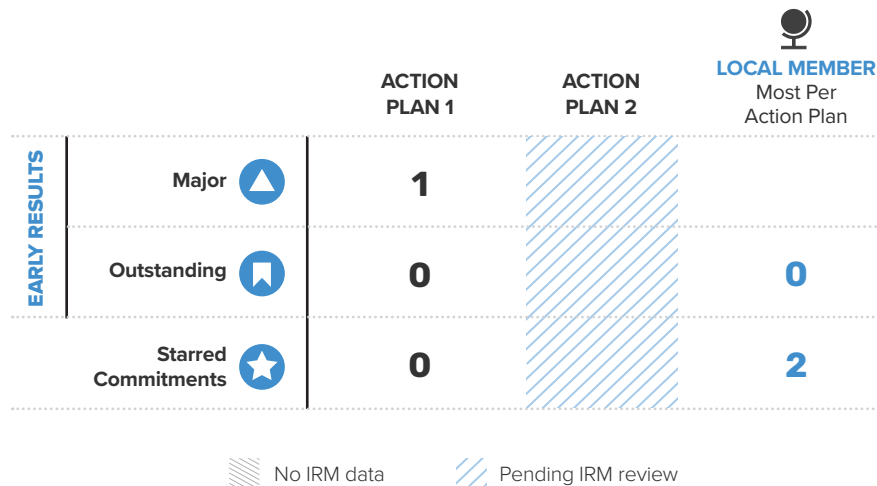 LOCAL MEMBER
Most Per
Action Plan
ACTION
PLAN 1
ACTION
PLAN 2
EARLY RESULTS
Major
1
Outstanding
0
0
Starred
Commitments
0
2
No IRM data
Pending IRM review